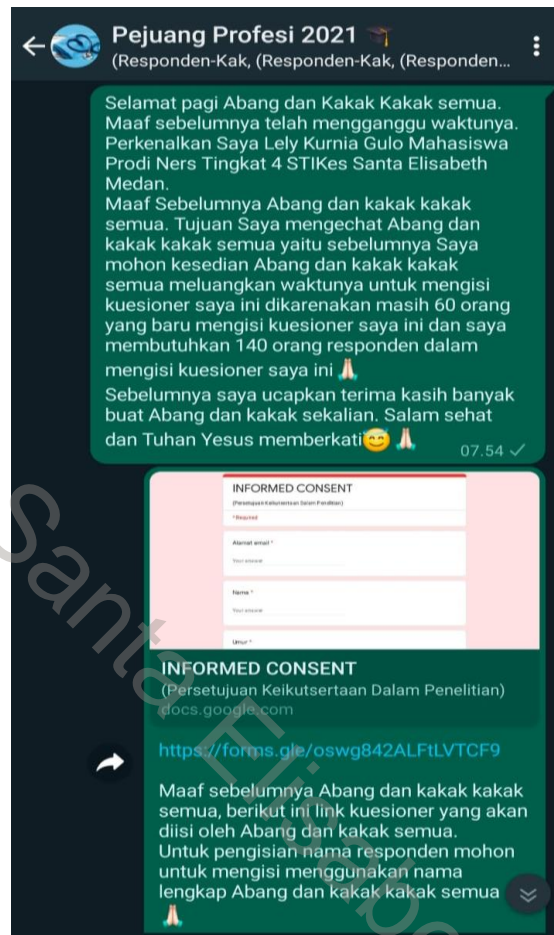 Pejuang Profesi 2021 🎓
(Responden-Kak, (Responden-Kak, (Responden...
Selamat pagi Abang dan Kakak Kakak semua.
Maaf sebelumnya telah mengganggu waktunya.
Perkenalkan Saya Lely Kurnia Gulo Mahasiswa
Prodi Ners Tingkat 4 STIKes Santa Elisabeth
Medan.
Maaf Sebelumnya Abang dan kakak kakak
semua. Tujuan Saya mengechat Abang dan
kakak kakak semua yaitu sebelumnya Saya
mohon kesedian Abang dan kakak kakak
semua meluangkan waktunya untuk mengisi
kuesioner saya ini dikarenakan masih 60 orang
yang baru mengisi kuesioner saya ini dan saya
membutuhkan 140 orang responden dalam
mengisi kuesioner saya ini 🙏🏻
Sebelumnya saya ucapkan terima kasih banyak
buat Abang dan kakak sekalian. Salam sehat
dan Tuhan Yesus memberkati😇 🙏🏻
07.54 ✓
INFORMED CONSENT
(Persetujuan Keikutsertaan Dalam Penelitian)
* Required
Alamat email *
Your answer
Nama *
Your answer
Umur *
INFORMED CONSENT
(Persetujuan Keikutsertaan Dalam Penelitian)
docs.google.com
https://forms.gle/oswg842ALFtLVTCF9
Maaf sebelumnya Abang dan kakak kakak
semua, berikut ini link kuesioner yang akan
diisi oleh Abang dan kakak semua.
Untuk pengisian nama responden mohon
untuk mengisi menggunakan nama
lengkap Abang dan kakak kakak semua
🙏🏻
Santa Elisabe